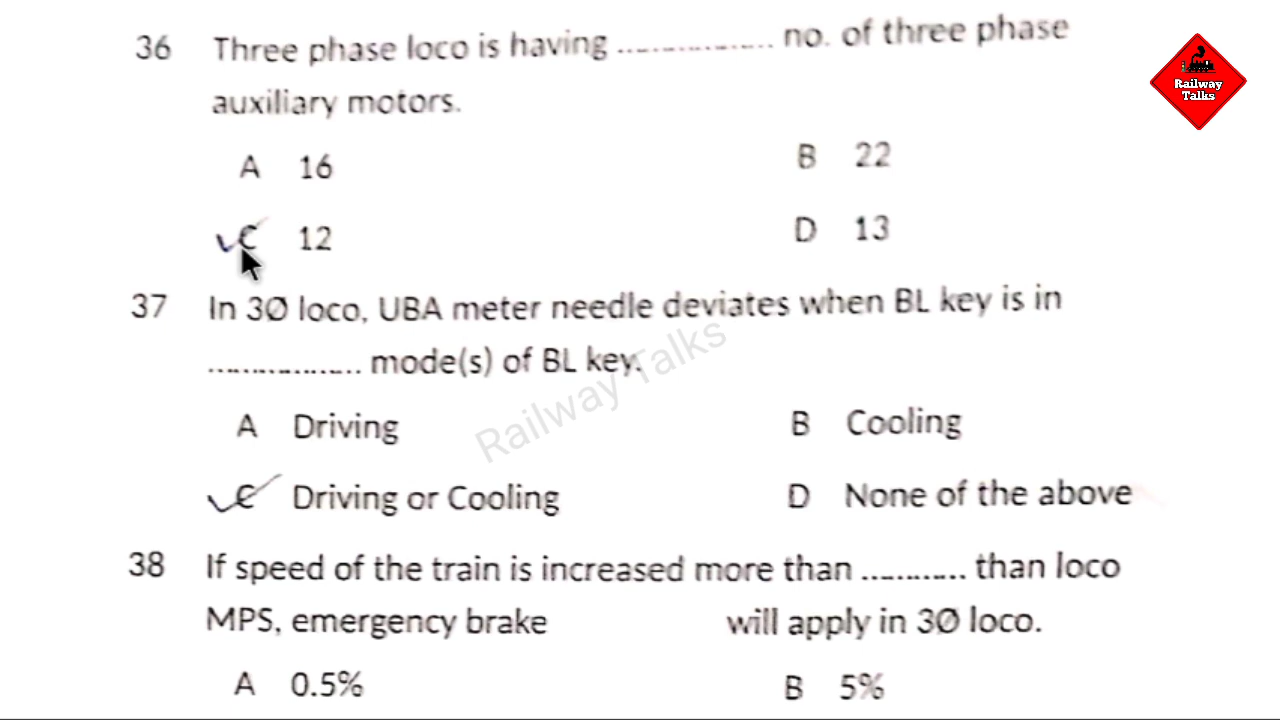 36 Three phase loco is having .................. no. of three phase
auxiliary motors.
A 16 B 22
C 12 D 13
37 In 3Ø loco, UBA meter needle deviates when BL key is in
.................. mode(s) of BL key.
A Driving B Cooling
C Driving or Cooling D None of the above
38 If speed of the train is increased more than ............ than loco
MPS, emergency brake will apply in 3Ø loco.
A 0.5% B 5%
Railway
Talks
Railway Talks